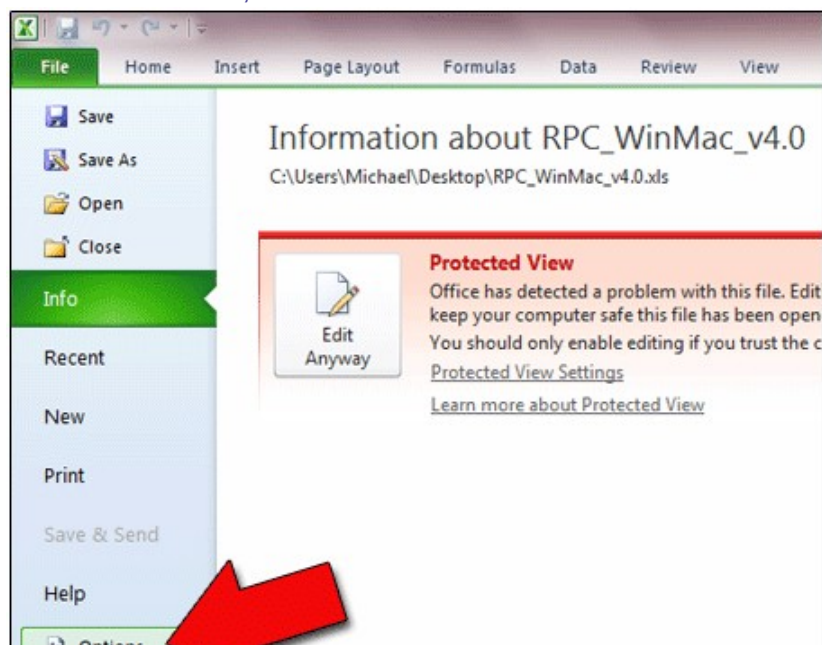 File Home Insert Page Layout Formulas Data Review View
Save
Save As
Open
Close
Info
Recent
New
Print
Save & Send
Help
Options
Information about RPC_WinMac_v4.0
C:\Users\Michael\Desktop\RPC_WinMac_v4.0.xls
Edit
Anyway
Protected View
Office has detected a problem with this file. Edit
keep your computer safe this file has been open
You should only enable editing if you trust the c
Protected View Settings
Learn more about Protected View